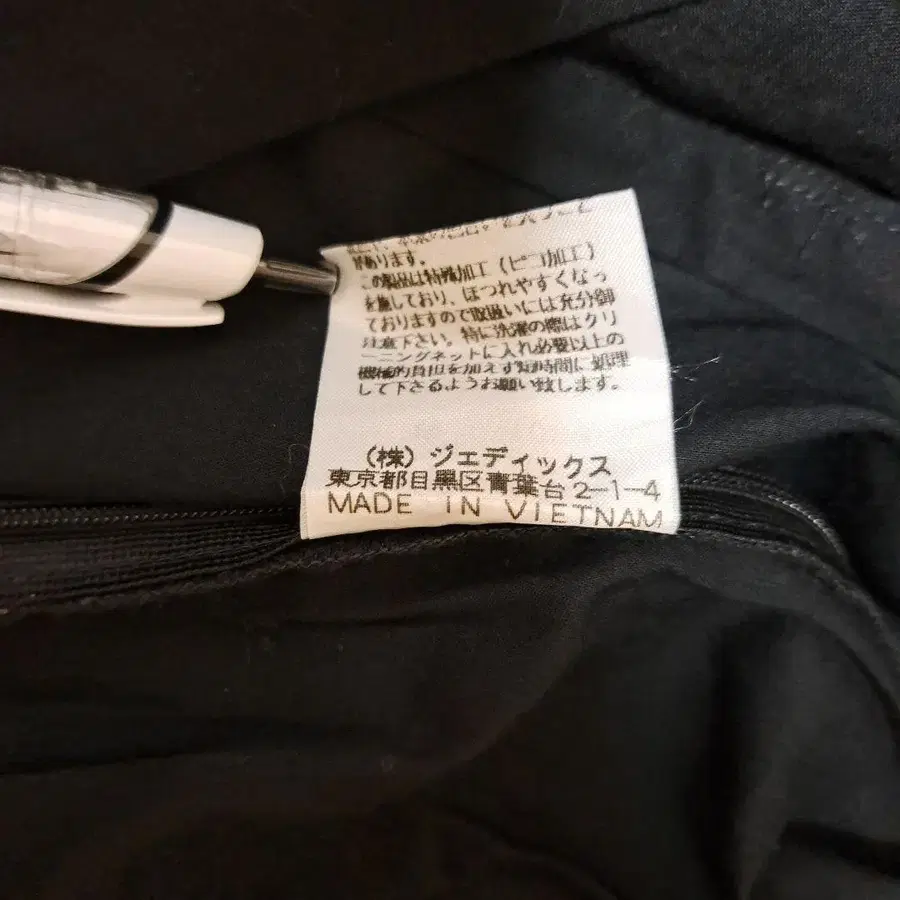 があります。
この製品は特殊加工(ピコ加工)
を施しており、ほつれやすくなっ
ておりますので取扱いには充分御
注意下さい。特に洗濯の際はクリ
ーニングネットに入れ必要以上の
機械的負担を加えず短時間に処理
して下さるようお願い致します。
(株)ジェディックス
東京都目黒区青葉台2-1-4
MADE IN VIETNAM